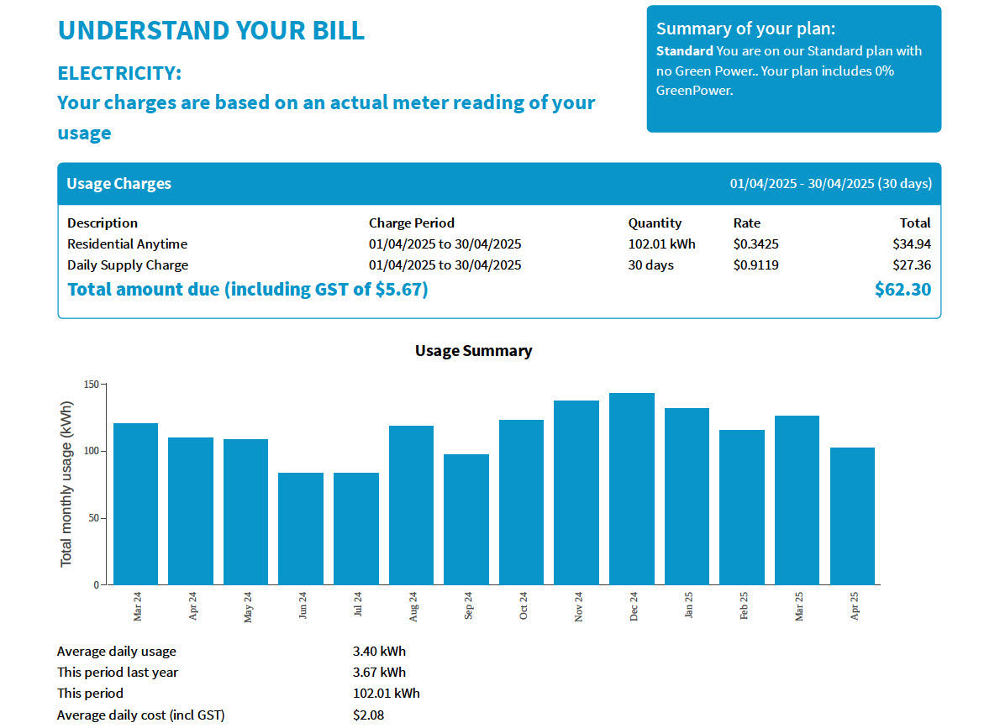 UNDERSTAND YOUR BILL
ELECTRICITY:
Your charges are based on an actual meter reading of your
usage
Summary of your plan:
Standard You are on our Standard plan with
no Green Power.. Your plan includes 0%
GreenPower.
Usage Charges 01/04/2025 - 30/04/2025 (30 days)
Description Charge Period Quantity Rate Total
Residential Anytime 01/04/2025 to 30/04/2025 102.01 kWh $0.3425 $34.94
Daily Supply Charge 01/04/2025 to 30/04/2025 30 days $0.9119 $27.36
Total amount due (including GST of $5.67) $62.30
Usage Summary
Total monthly usage (kWh)
150
100
50
0
Mar 24 Apr 24 May 24 Jun 24 Jul 24 Aug 24 Sep 24 Oct 24 Nov 24 Dec 24 Jan 25 Feb 25 Mar 25 Apr 25
Average daily usage 3.40 kWh
This period last year 3.67 kWh
This period 102.01 kWh
Average daily cost (incl GST) $2.08